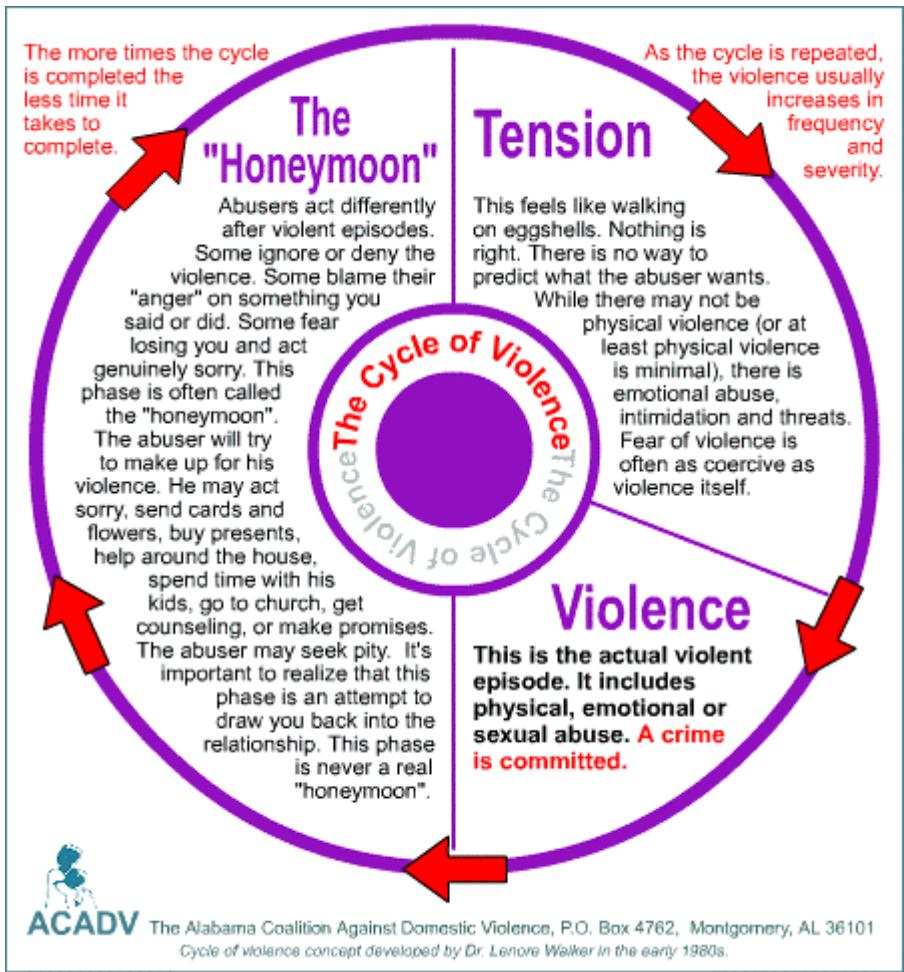 The more times the cycle
is completed the
less time it
takes to
complete.
As the cycle is repeated,
the violence usually
increases in
frequency
and
severity.
The
"Honeymoon"
Abusers act differently
after violent episodes.
Some ignore or deny the
violence. Some blame their
"anger" on something you
said or did. Some fear
losing you and act
genuinely sorry. This
phase is often called
the "honeymoon".
The abuser will try
to make up for his
violence. He may act
sorry, send cards and
flowers, buy presents,
help around the house,
spend time with his
kids, go to church, get
counseling, or make promises.
The abuser may seek pity.  It's
important to realize that this
phase is an attempt to
draw you back into the
relationship. This phase
is never a real
"honeymoon".
Tension
This feels like walking
on eggshells. Nothing is
right. There is no way to
predict what the abuser wants.
While there may not be
physical violence (or at
least physical violence
is minimal), there is
emotional abuse,
intimidation and threats.
Fear of violence is
often as coercive as
violence itself.
The Cycle of Violence
The Cycle of Violence
Violence
This is the actual violent
episode. It includes
physical, emotional or
sexual abuse. A crime
is committed.
ACADV The Alabama Coalition Against Domestic Violence, P.O. Box 4762, Montgomery, AL 36101
Cycle of violence concept developed by Dr. Lenore Walker in the early 1980s.